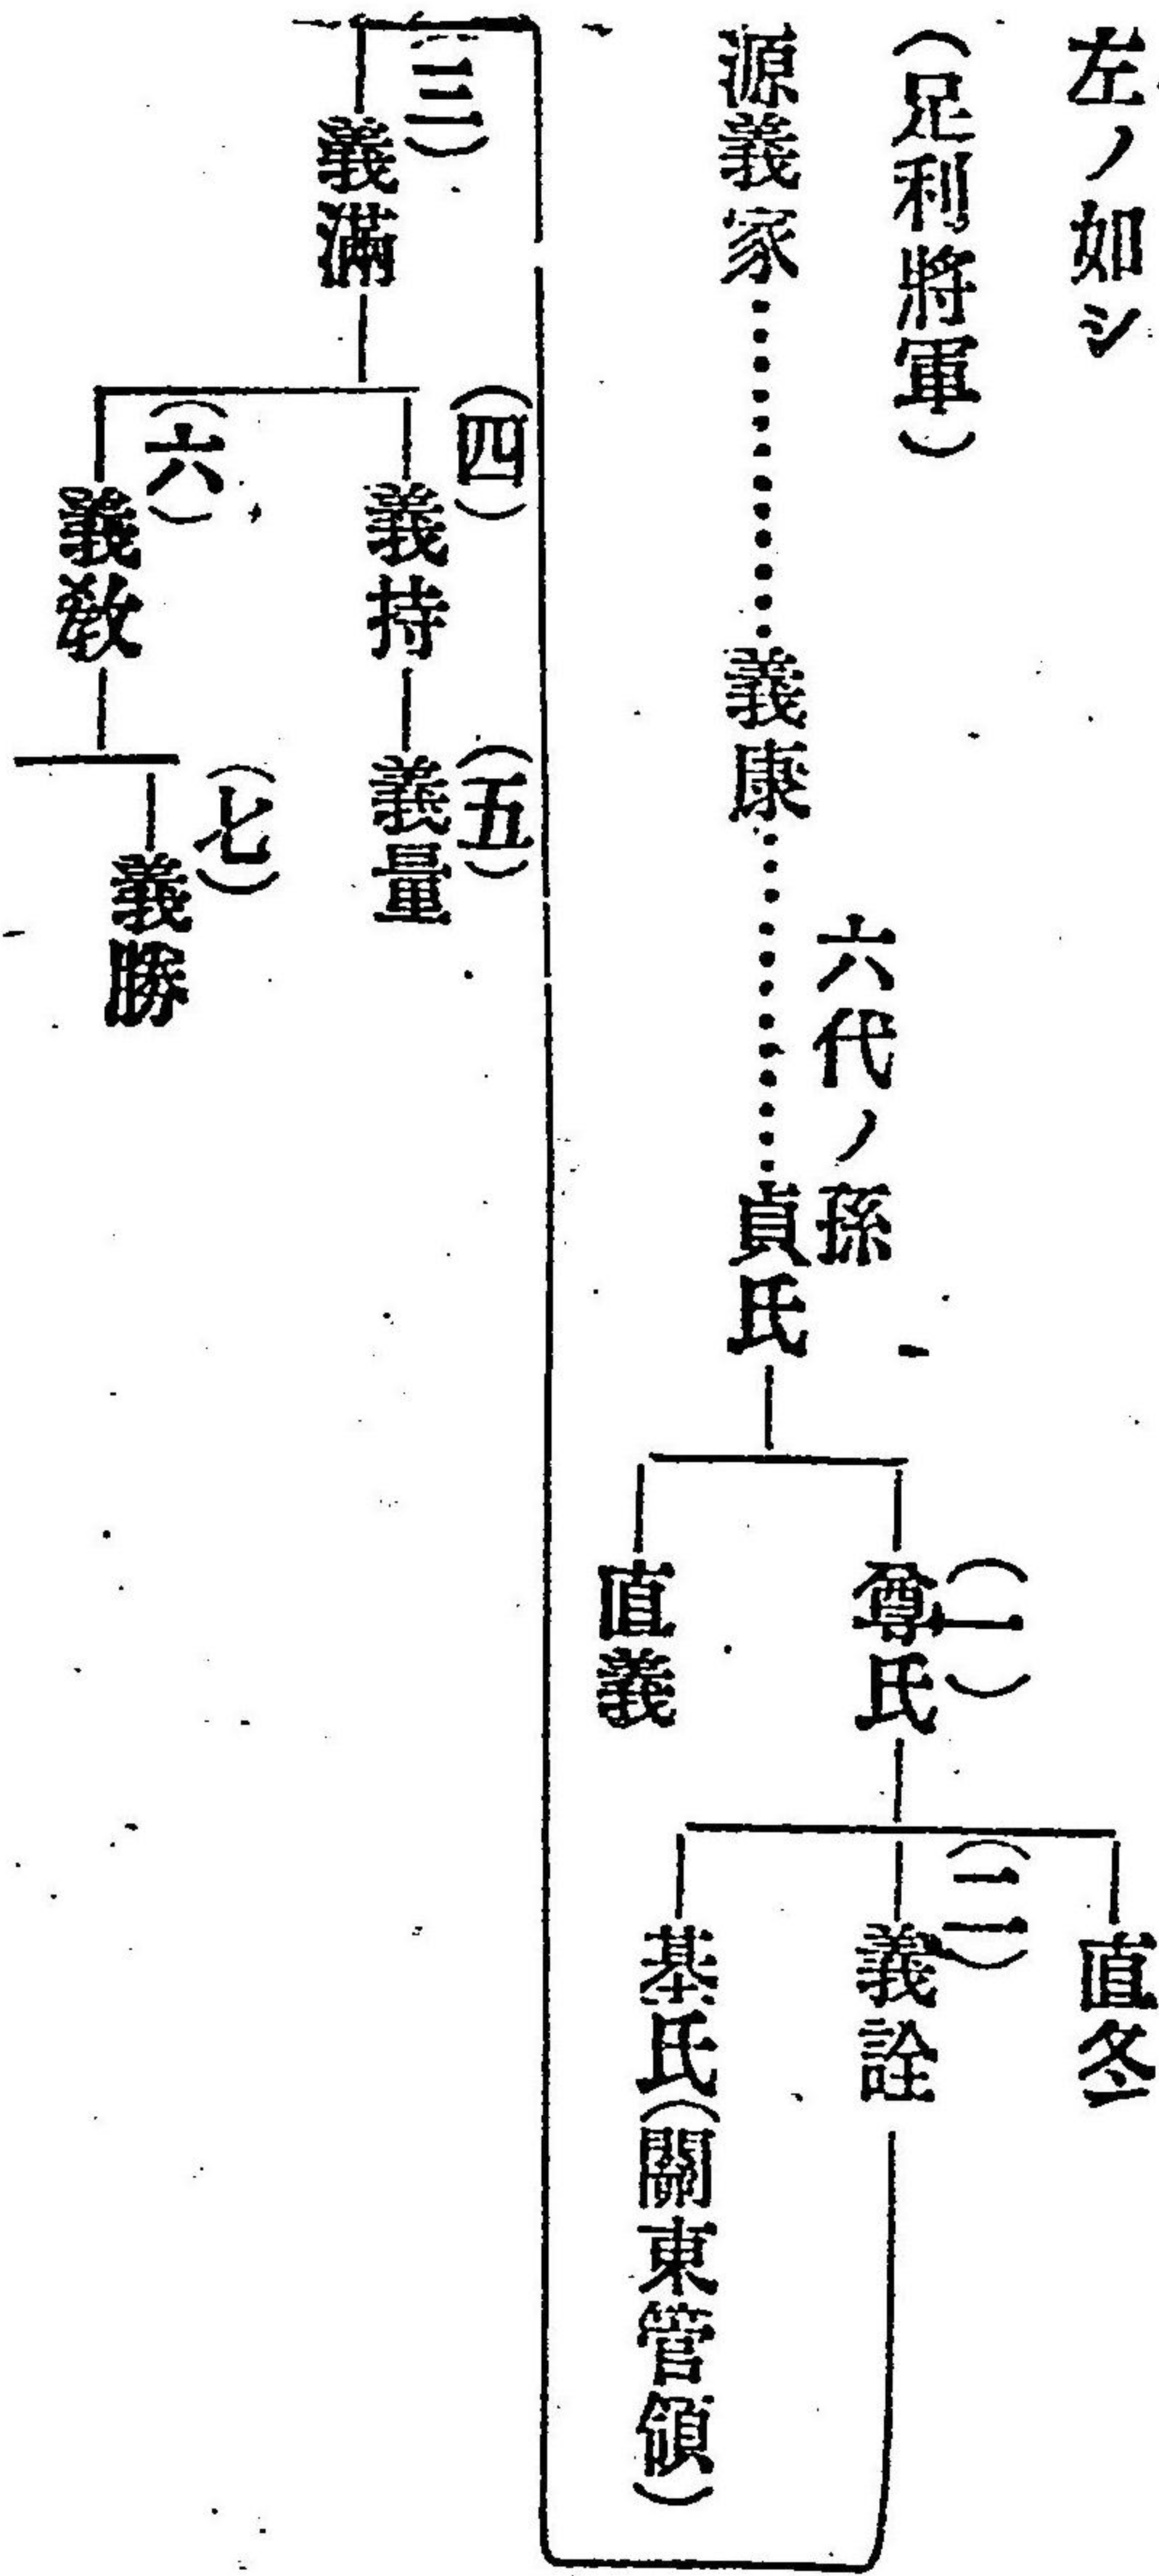 左ノ如シ
(足利將軍)
源義家……義康……貞氏
六代ノ孫
(一)
尊氏
直義
直冬
(二)
義詮
基氏(關東管領)
(三)
義滿
(四)
義持
(五)
義量
(六)
義敎
(七)
義勝